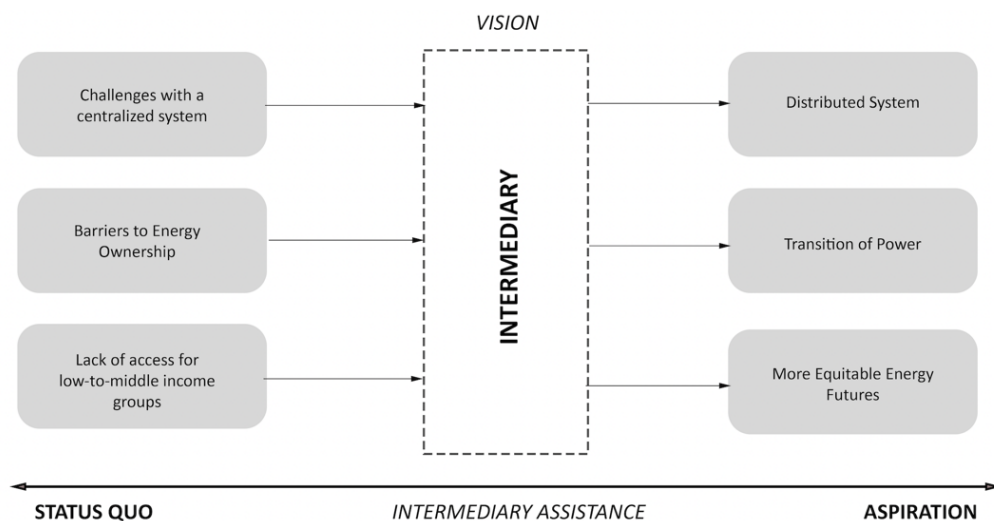 VISION
Challenges with a
centralized system
Barriers to Energy
Ownership
Lack of access for
low-to-middle income
groups
INTERMEDIARY
Distributed System
Transition of Power
More Equitable Energy
Futures
STATUS QUO
INTERMEDIARY ASSISTANCE
ASPIRATION